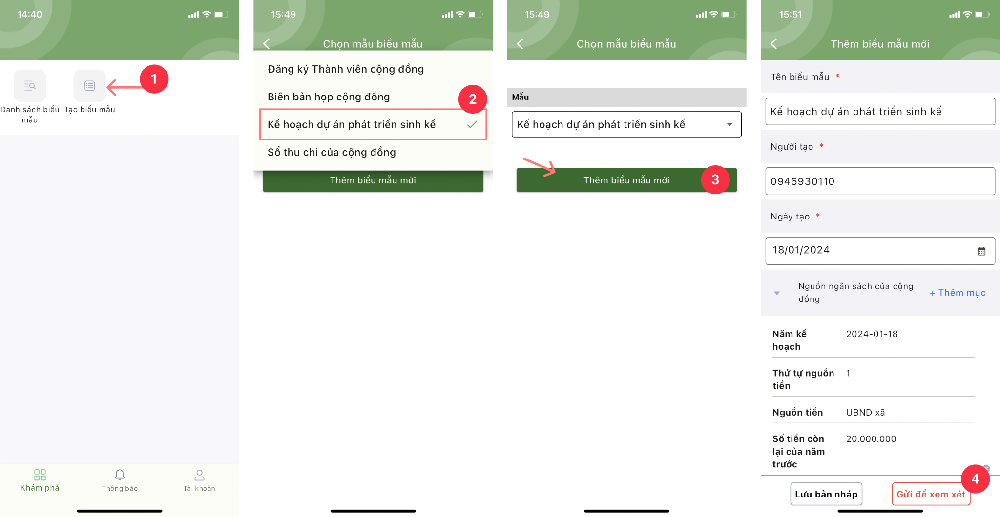 14:40
1
Danh sách biểu
mẫu
Tạo biểu mẫu
Khám phá
Thông báo
Tài khoản
15:49
Chọn mẫu biểu mẫu
Đăng ký Thành viên cộng đồng
Biên bản họp cộng đồng
2
Kế hoạch dự án phát triển sinh kế
Sổ thu chi của cộng đồng
Thêm biểu mẫu mới
15:49
Chọn mẫu biểu mẫu
Mẫu
Kế hoạch dự án phát triển sinh kế
Thêm biểu mẫu mới
3
15:51
Thêm biểu mẫu mới
Tên biểu mẫu *
Kế hoạch dự án phát triển sinh kế
Người tạo *
0945930110
Ngày tạo *
18/01/2024
Nguồn ngân sách của cộng
đồng
+ Thêm mục
Năm kế
hoạch
2024-01-18
Thứ tự nguồn
tiền
1
Nguồn tiền
UBND xã
Số tiền còn
lại của năm
trước
20.000.000
4
Lưu bản nháp
Gửi để xem xét